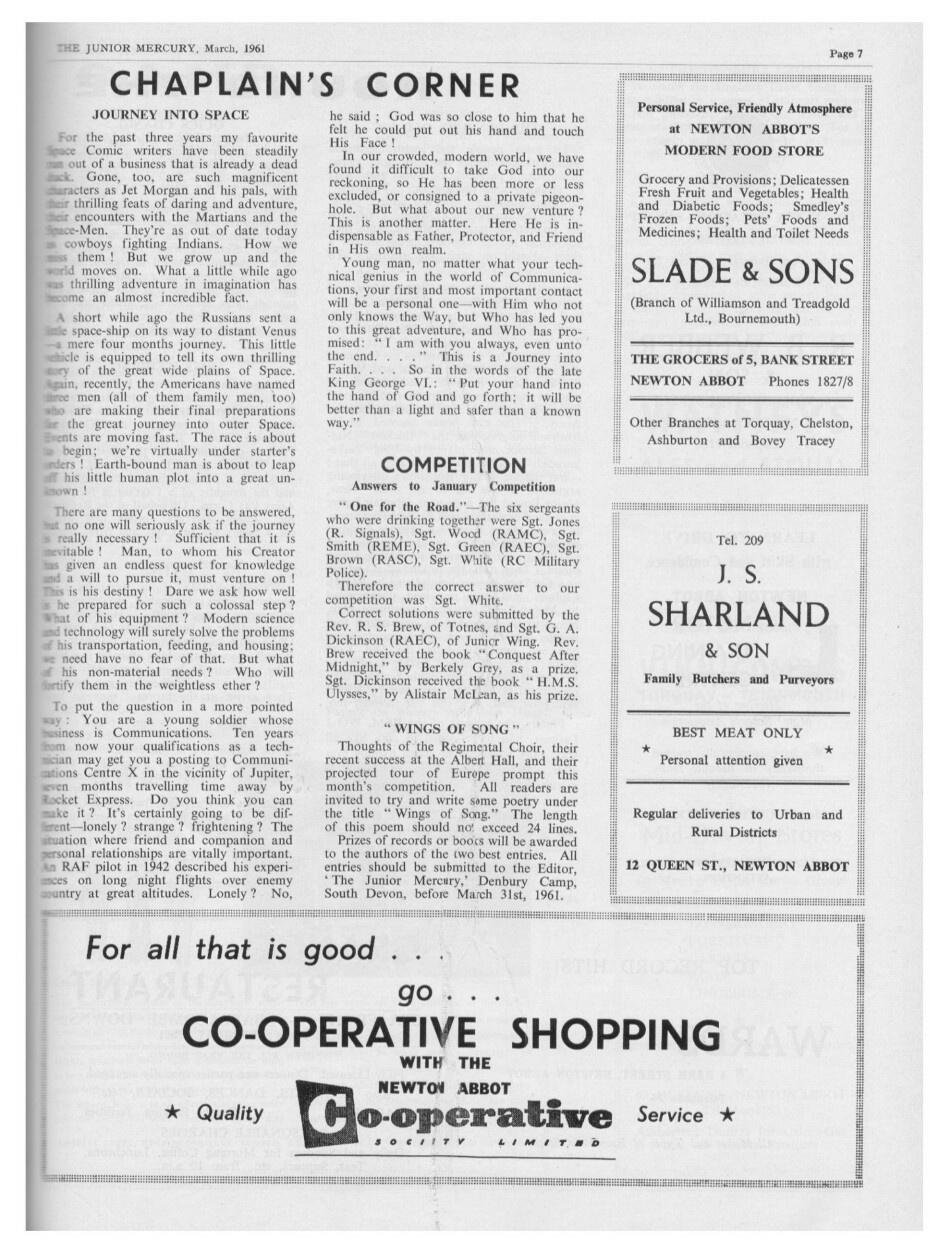 THE JUNIOR MERCURY, March, 1961
Page 7
CHAPLAIN'S CORNER
JOURNEY INTO SPACE
For the past three years my favourite
Space Comic writers have been steadily
run out of a business that is already a dead
duck. Gone, too, are such magnificent
characters as Jet Morgan and his pals, with
their thrilling feats of daring and adventure,
their encounters with the Martians and the
Space-Men. They're as out of date today
as cowboys fighting Indians. How we
miss them ! But we grow up and the
world moves on. What a little while ago
was thrilling adventure in imagination has
become an almost incredible fact.
A short while ago the Russians sent a
little space-ship on its way to distant Venus
—a mere four months journey. This little
vehicle is equipped to tell its own thrilling
story of the great wide plains of Space.
Again, recently, the Americans have named
three men (all of them family men, too)
who are making their final preparations
for the great journey into outer Space.
Events are moving fast. The race is about
to begin; we're virtually under starter's
orders ! Earth-bound man is about to leap
off his little human plot into a great un-
known !
There are many questions to be answered,
but no one will seriously ask if the journey
is really necessary ! Sufficient that it is
inevitable ! Man, to whom his Creator
has given an endless quest for knowledge
and a will to pursue it, must venture on !
This is his destiny ! Dare we ask how well
is he prepared for such a colossal step ?
What of his equipment ? Modern science
and technology will surely solve the problems
of his transportation, feeding, and housing;
we need have no fear of that. But what
of his non-material needs ? Who will
fortify them in the weightless ether ?
To put the question in a more pointed
way : You are a young soldier whose
business is Communications. Ten years
from now your qualifications as a tech-
nician may get you a posting to Communi-
cations Centre X in the vicinity of Jupiter,
seven months travelling time away by
Rocket Express. Do you think you can
make it ? It's certainly going to be dif-
ferent—lonely ? strange ? frightening ? The
situation where friend and companion and
personal relationships are vitally important.
An RAF pilot in 1942 described his experi-
ences on long night flights over enemy
country at great altitudes. Lonely ? No,
he said ; God was so close to him that he
felt he could put out his hand and touch
His Face !
In our crowded, modern world, we have
found it difficult to take God into our
reckoning, so He has been more or less
excluded, or consigned to a private pigeon-
hole. But what about our new venture ?
This is another matter. Here He is in-
dispensable as Father, Protector, and Friend
in His own realm.
Young man, no matter what your tech-
nical genius in the world of Communica-
tions, your first and most important contact
will be a personal one—with Him who not
only knows the Way, but Who has led you
to this great adventure, and Who has pro-
mised: " I am with you always, even unto
the end. . . . " This is a Journey into
Faith. . . . So in the words of the late
King George VI.: " Put your hand into
the hand of God and go forth; it will be
better than a light and safer than a known
way."
COMPETITION
Answers to January Competition
" One for the Road."—The six sergeants
who were drinking together were Sgt. Jones
(R. Signals), Sgt. Wood (RAMC), Sgt.
Smith (REME), Sgt. Green (RAEC), Sgt.
Brown (RASC), Sgt. White (RC Military
Police).
Therefore the correct answer to our
competition was Sgt. White.
Correct solutions were submitted by the
Rev. R. S. Brew, of Totnes, and Sgt. G. A.
Dickinson (RAEC), of Junior Wing. Rev.
Brew received the book "Conquest After
Midnight," by Berkely Grey, as a prize.
Sgt. Dickinson received the book " H.M.S.
Ulysses," by Alistair McLean, as his prize.
" WINGS OF SONG "
Thoughts of the Regimental Choir, their
recent success at the Albert Hall, and their
projected tour of Europe prompt this
month's competition. All readers are
invited to try and write some poetry under
the title " Wings of Song." The length
of this poem should not exceed 24 lines.
Prizes of records or books will be awarded
to the authors of the two best entries. All
entries should be submitted to the Editor,
' The Junior Mercury,' Denbury Camp,
South Devon, before March 31st, 1961.
Personal Service, Friendly Atmosphere
at NEWTON ABBOT'S
MODERN FOOD STORE
Grocery and Provisions; Delicatessen
Fresh Fruit and Vegetables; Health
and Diabetic Foods; Smedley's
Frozen Foods; Pets' Foods and
Medicines; Health and Toilet Needs
SLADE & SONS
(Branch of Williamson and Treadgold
Ltd., Bournemouth)
THE GROCERS of 5, BANK STREET
NEWTON ABBOT Phones 1827/8
Other Branches at Torquay, Chelston,
Ashburton and Bovey Tracey
Tel. 209
J. S.
SHARLAND
& SON
Family Butchers and Purveyors
BEST MEAT ONLY
★ Personal attention given ★
Regular deliveries to Urban and
Rural Districts
12 QUEEN ST., NEWTON ABBOT
For all that is good . . .
go . . .
CO-OPERATIVE SHOPPING
WITH THE
NEWTON ABBOT
★ Quality Co-operative Service ★
SOCIETY LIMITED